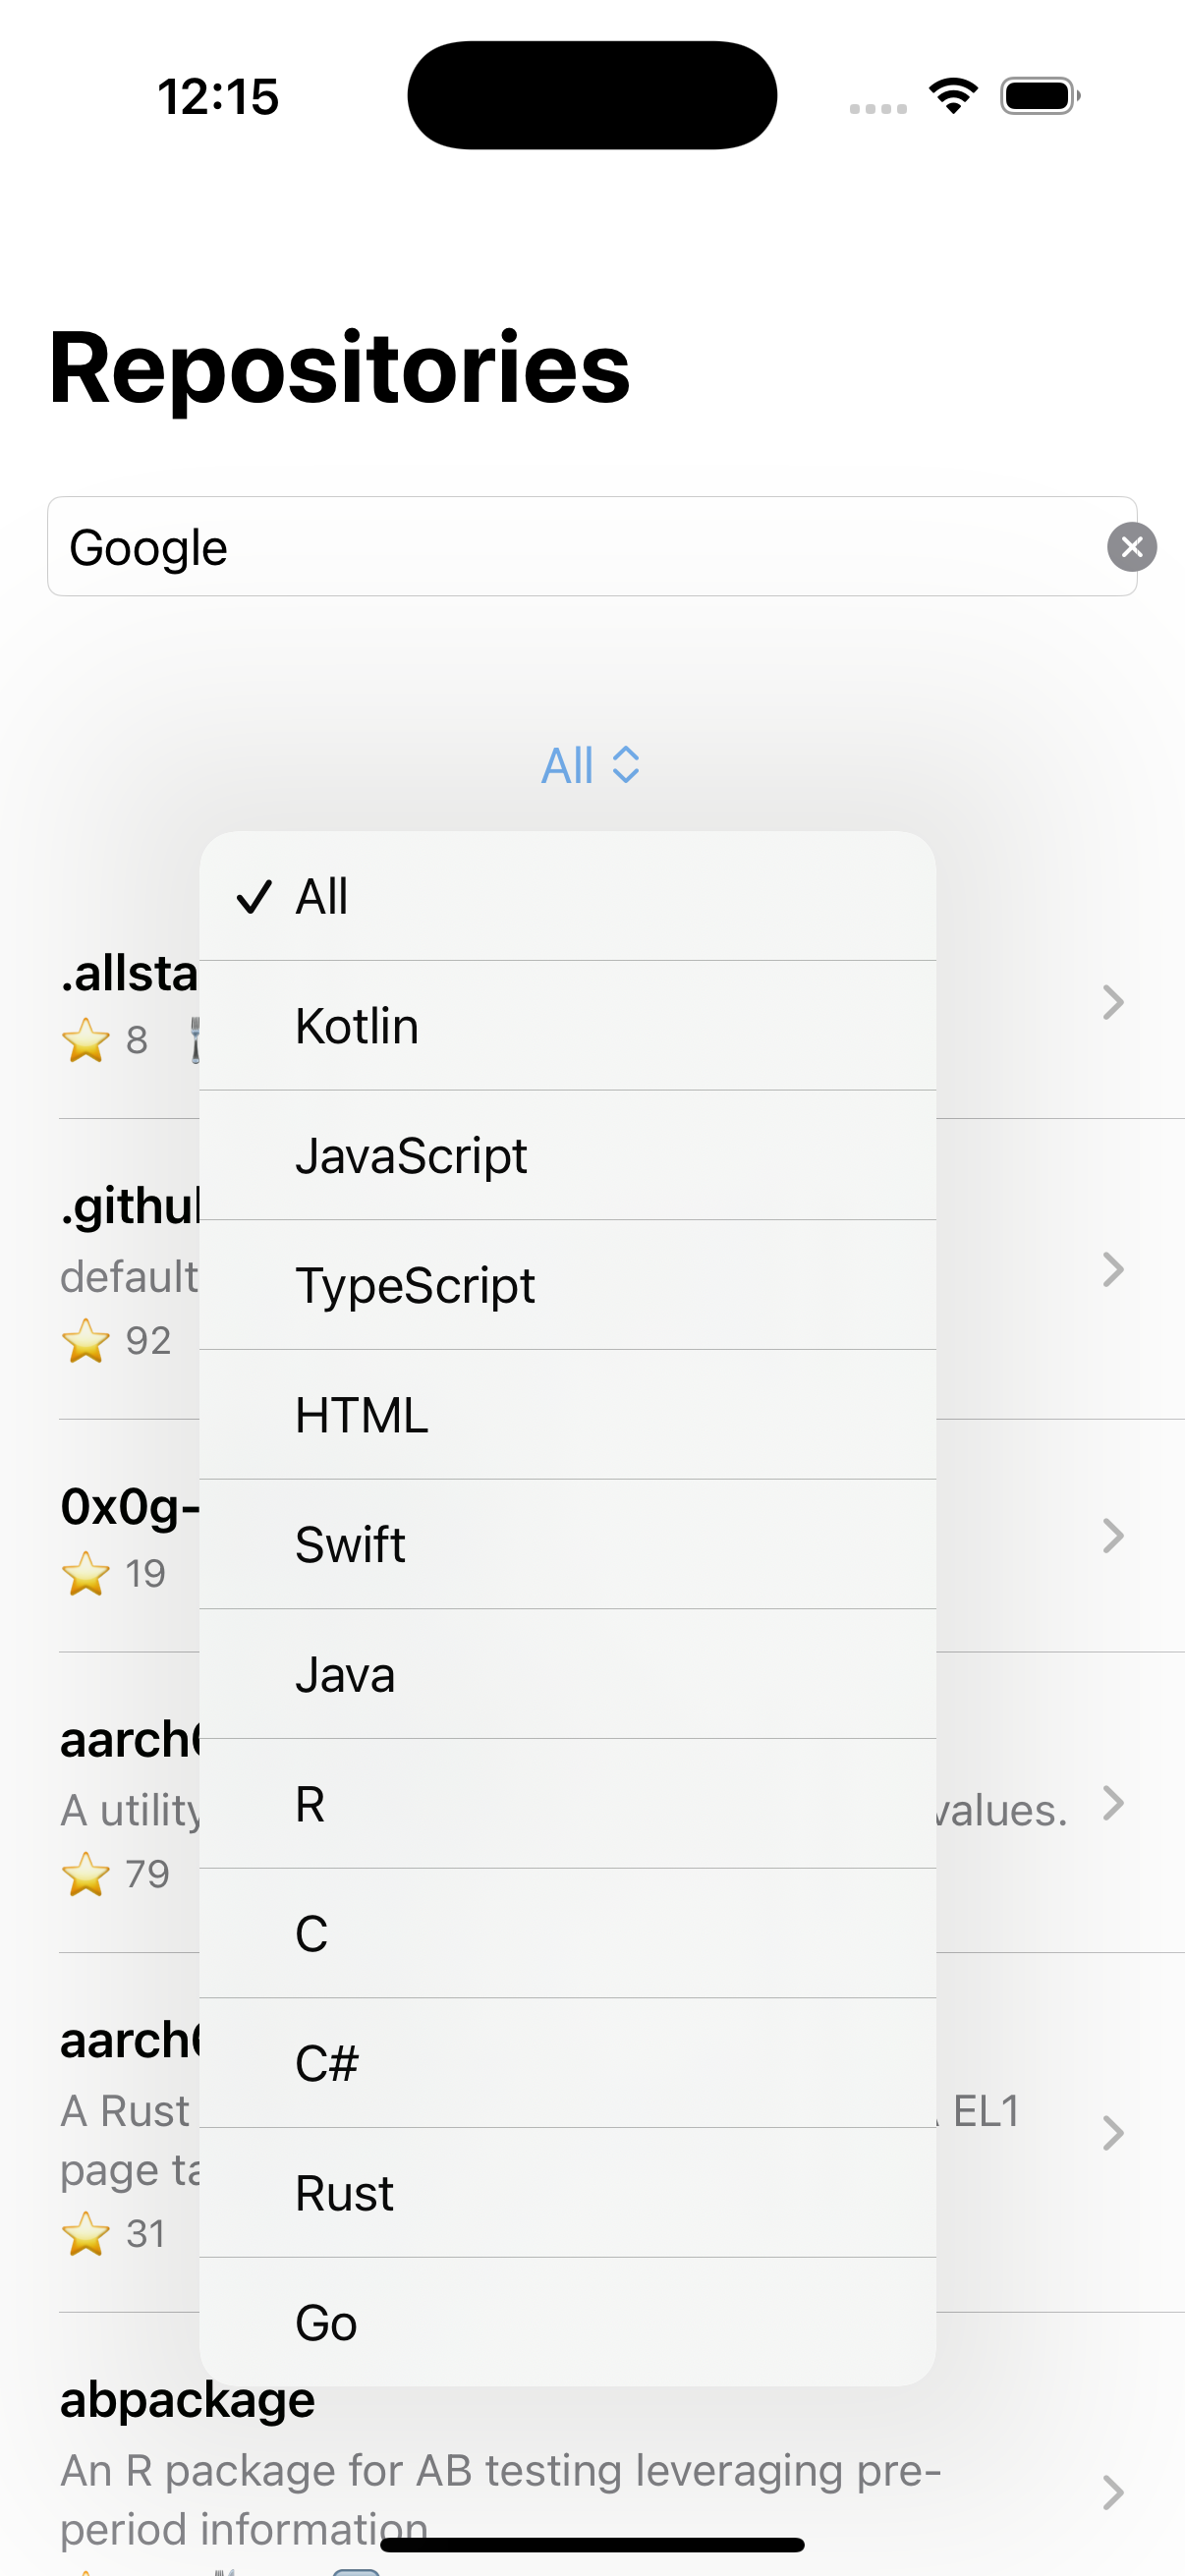 12:15
Repositories
Google
All
All
Kotlin
JavaScript
TypeScript
HTML
Swift
Java
R
C
C#
Rust
Go
.allsta
8
.githu
default
92
0x0g-
19
aarch
A utility values.
79
aarch
A Rust EL1
page ta
31
abpackage
An R package for AB testing leveraging pre-
period information